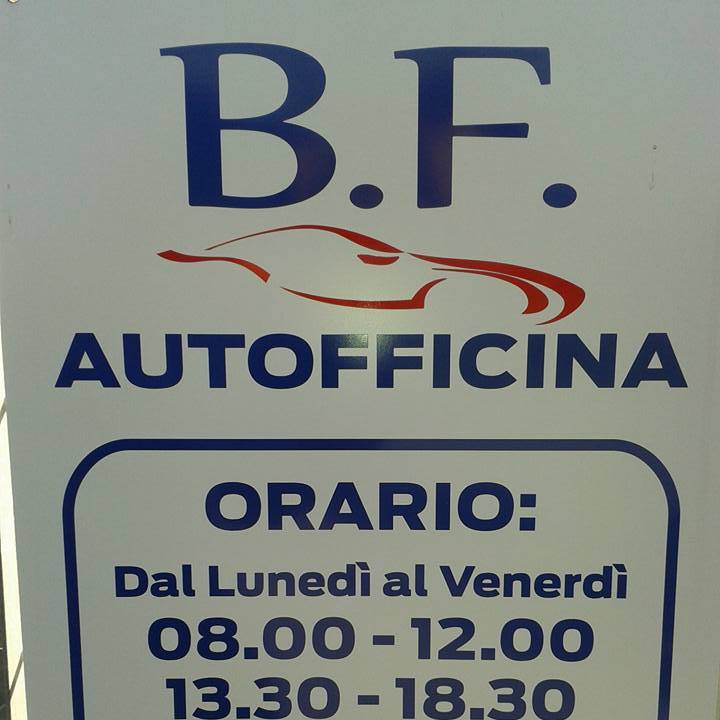 B.F.
AUTOFFICINA
ORARIO:
Dal Lunedì al Venerdì
08.00 - 12.00
13.30 - 18.30